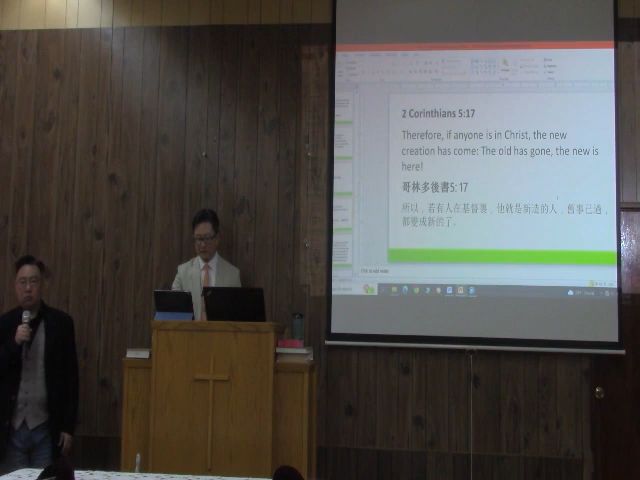 2 Corinthians 5:17
Therefore, if anyone is in Christ, the new
creation has come: The old has gone, the new is
here!
哥林多後書5: 17
所以，若有人在基督裏，他就是新造的人，舊事已過，
都變成新的了。